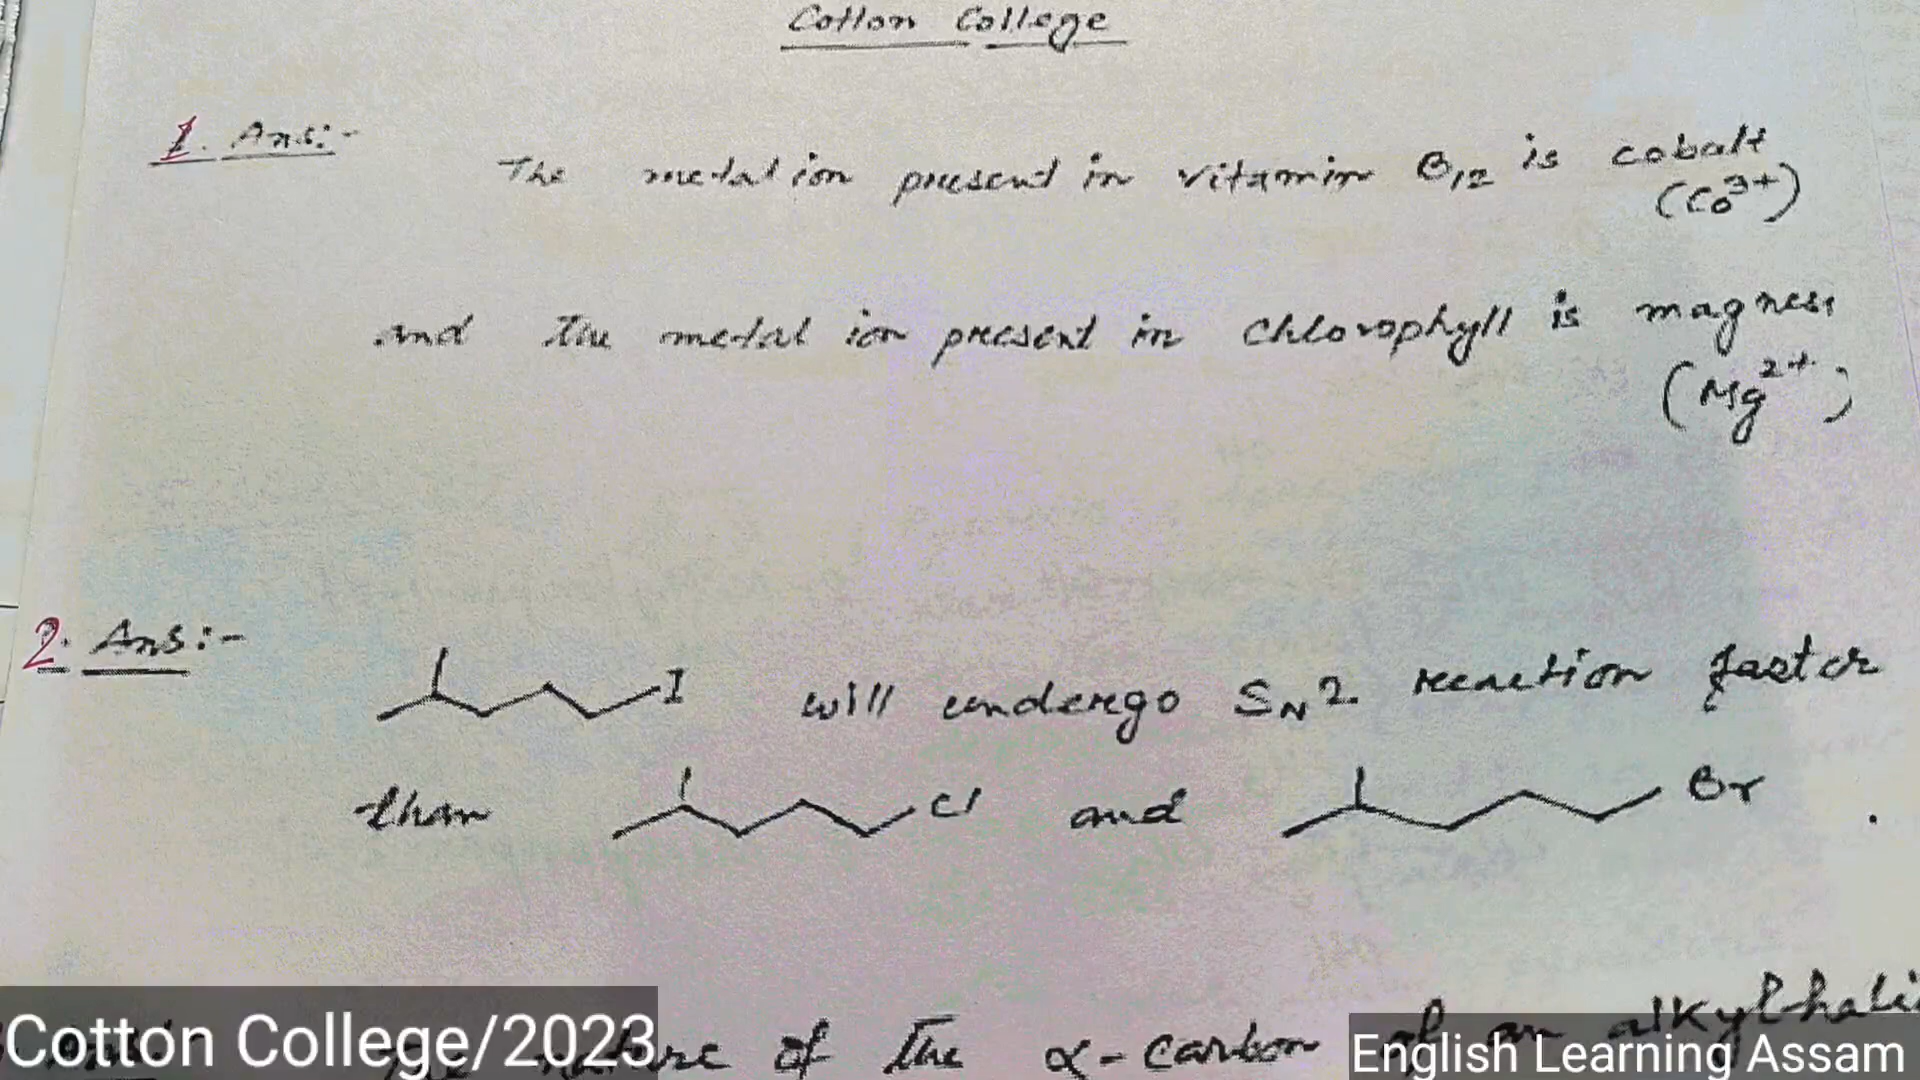 Cotton College
1. Ans:-
The metal ion present in vitamin B12 is cobalt
(Co3+)
and the metal ion present in chlorophyll is magnesi
(Mg2+)
2. Ans:-
I will undergo SN2 reaction faster
than Cl and Br .
The nature of the α-carbon of an alkylhali
Cotton College/2023
English Learning Assam